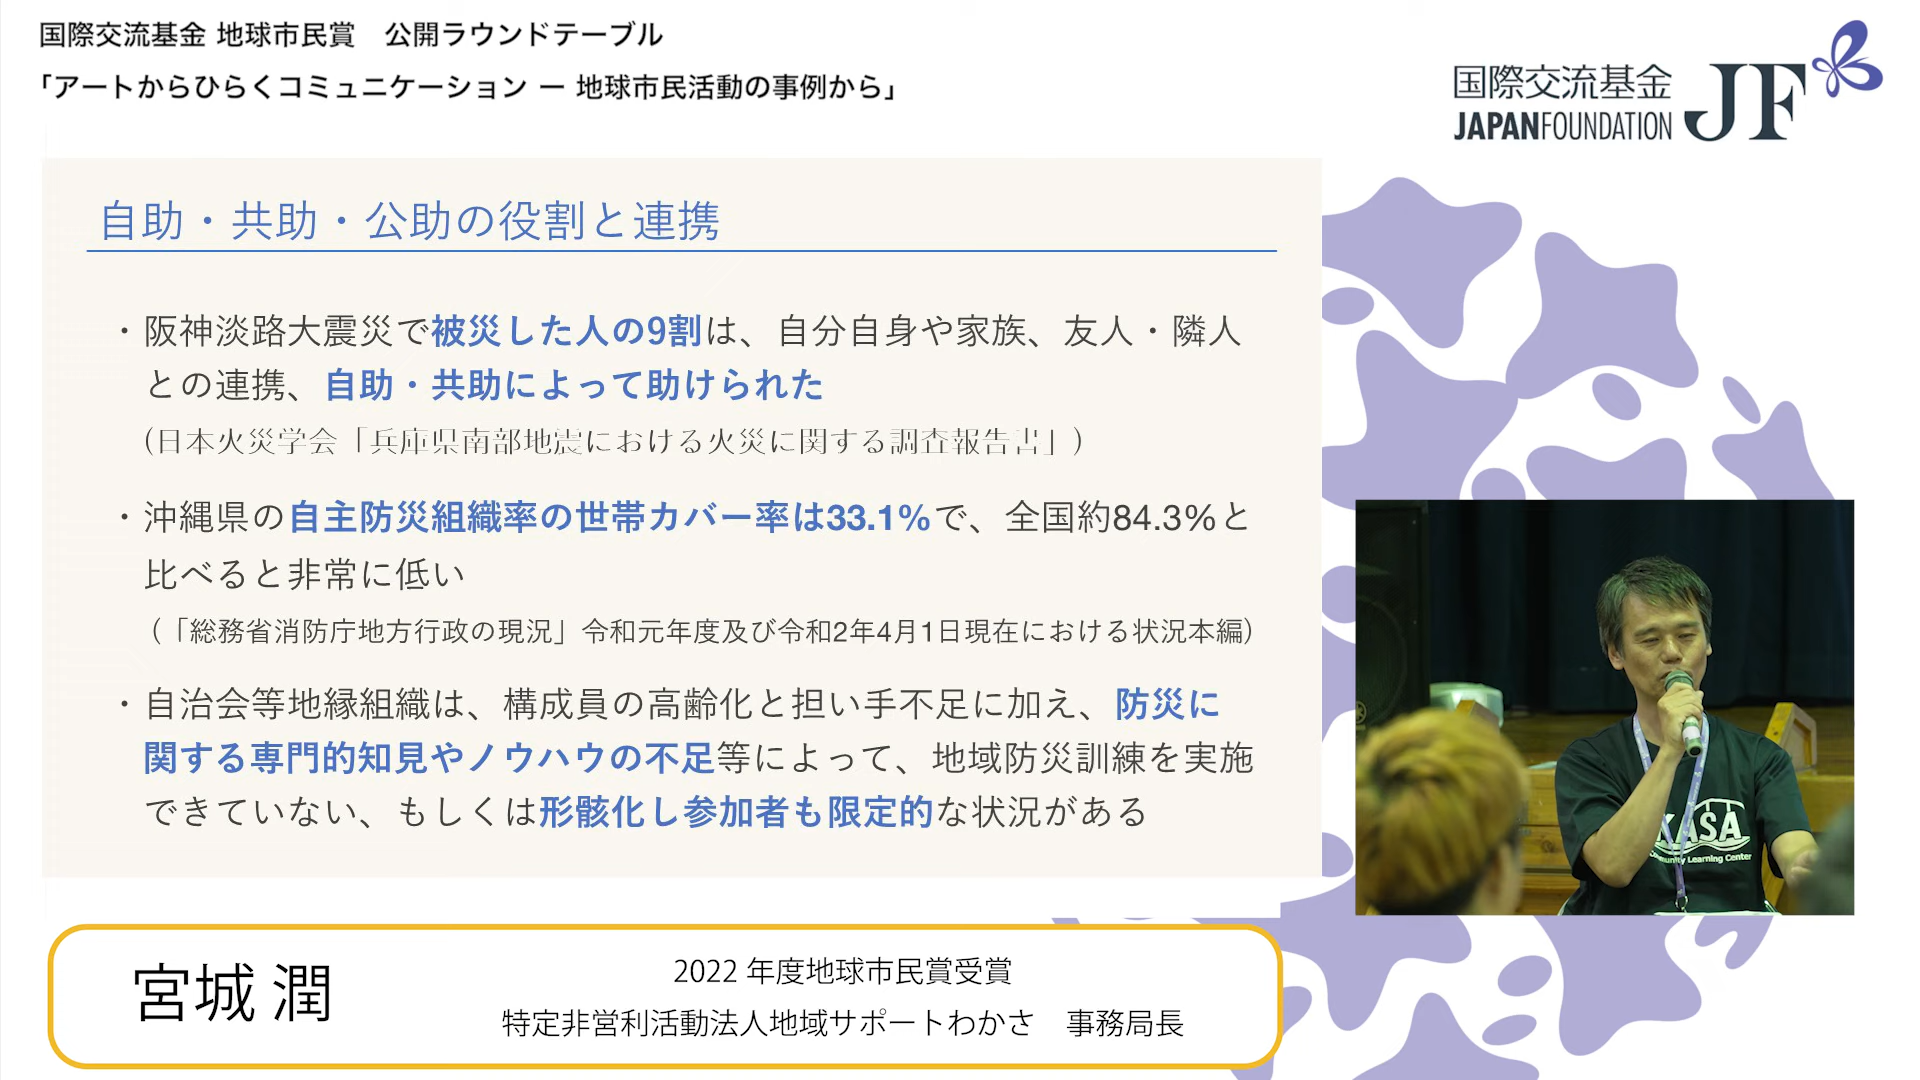 国際交流基金 地球市民賞　公開ラウンドテーブル
「アートからひらくコミュニケーション ー 地球市民活動の事例から」
国際交流基金
JAPANFOUNDATION
JF
自助・共助・公助の役割と連携
・阪神淡路大震災で被災した人の9割は、自分自身や家族、友人・隣人
との連携、自助・共助によって助けられた
(日本火災学会「兵庫県南部地震における火災に関する調査報告書」)
・沖縄県の自主防災組織率の世帯カバー率は33.1%で、全国約84.3%と
比べると非常に低い
(「総務省消防庁地方行政の現況」令和元年度及び令和2年4月1日現在における状況本編)
・自治会等地縁組織は、構成員の高齢化と担い手不足に加え、防災に
関する専門的知見やノウハウの不足等によって、地域防災訓練を実施
できていない、もしくは形骸化し参加者も限定的な状況がある
KASA
Community Learning Center
宮城 潤
2022 年度地球市民賞受賞
特定非営利活動法人地域サポートわかさ　事務局長